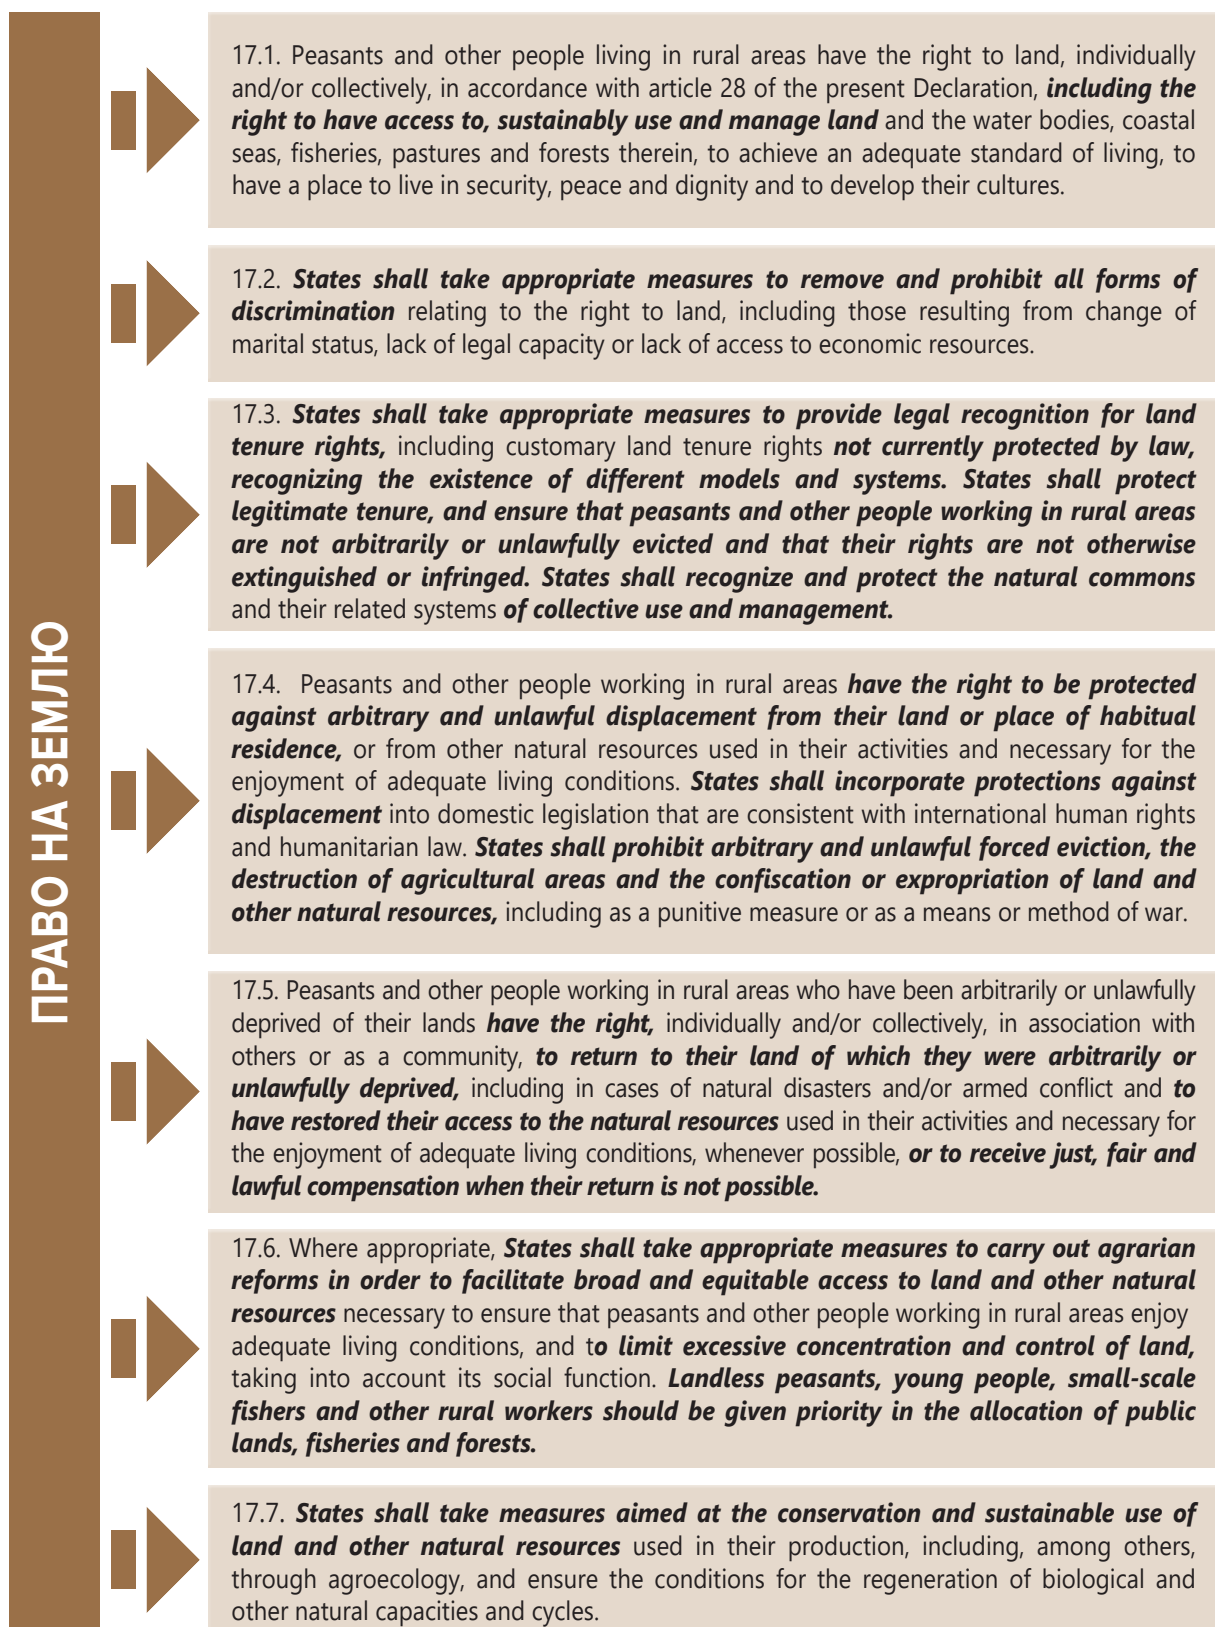 ПРАВО НА ЗЕМЛЮ
17.1. Peasants and other people living in rural areas have the right to land, individually
and/or collectively, in accordance with article 28 of the present Declaration, including the
right to have access to, sustainably use and manage land and the water bodies, coastal
seas, fisheries, pastures and forests therein, to achieve an adequate standard of living, to
have a place to live in security, peace and dignity and to develop their cultures.
17.2. States shall take appropriate measures to remove and prohibit all forms of
discrimination relating to the right to land, including those resulting from change of
marital status, lack of legal capacity or lack of access to economic resources.
17.3. States shall take appropriate measures to provide legal recognition for land
tenure rights, including customary land tenure rights not currently protected by law,
recognizing the existence of different models and systems. States shall protect
legitimate tenure, and ensure that peasants and other people working in rural areas
are not arbitrarily or unlawfully evicted and that their rights are not otherwise
extinguished or infringed. States shall recognize and protect the natural commons
and their related systems of collective use and management.
17.4. Peasants and other people working in rural areas have the right to be protected
against arbitrary and unlawful displacement from their land or place of habitual
residence, or from other natural resources used in their activities and necessary for the
enjoyment of adequate living conditions. States shall incorporate protections against
displacement into domestic legislation that are consistent with international human rights
and humanitarian law. States shall prohibit arbitrary and unlawful forced eviction, the
destruction of agricultural areas and the confiscation or expropriation of land and
other natural resources, including as a punitive measure or as a means or method of war.
17.5. Peasants and other people working in rural areas who have been arbitrarily or unlawfully
deprived of their lands have the right, individually and/or collectively, in association with
others or as a community, to return to their land of which they were arbitrarily or
unlawfully deprived, including in cases of natural disasters and/or armed conflict and to
have restored their access to the natural resources used in their activities and necessary for
the enjoyment of adequate living conditions, whenever possible, or to receive just, fair and
lawful compensation when their return is not possible.
17.6. Where appropriate, States shall take appropriate measures to carry out agrarian
reforms in order to facilitate broad and equitable access to land and other natural
resources necessary to ensure that peasants and other people working in rural areas enjoy
adequate living conditions, and to limit excessive concentration and control of land,
taking into account its social function. Landless peasants, young people, small-scale
fishers and other rural workers should be given priority in the allocation of public
lands, fisheries and forests.
17.7. States shall take measures aimed at the conservation and sustainable use of
land and other natural resources used in their production, including, among others,
through agroecology, and ensure the conditions for the regeneration of biological and
other natural capacities and cycles.